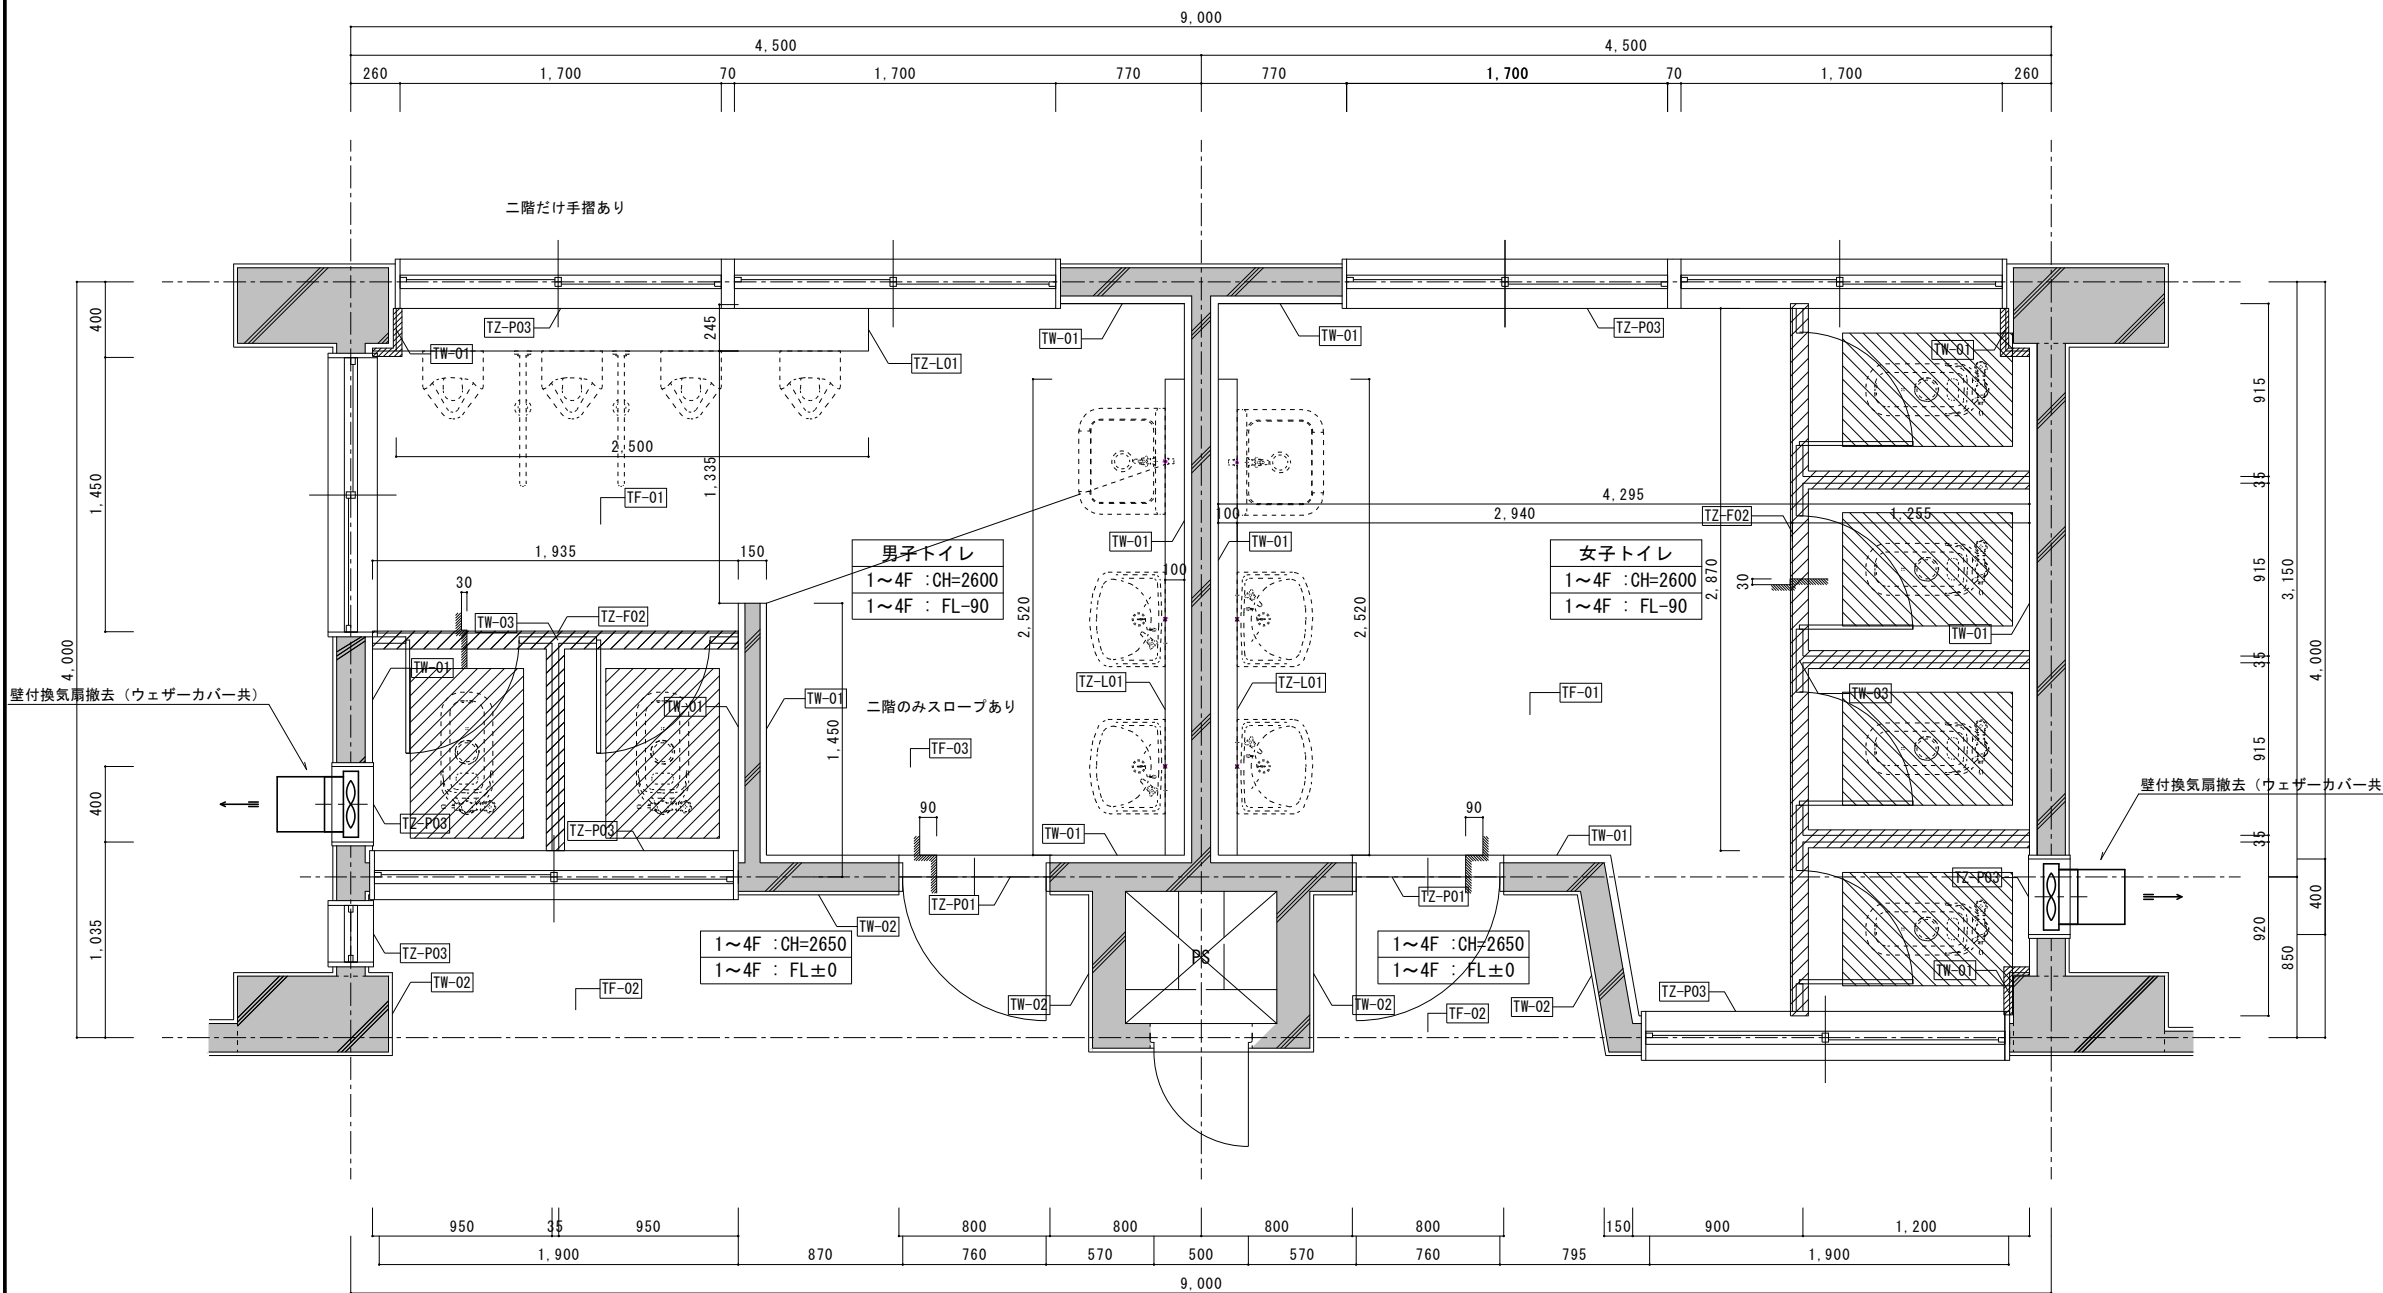 9,000
4,500
4,500
260
1,700
70
1,700
770
770
1,700
70
1,700
260
二階だけ手摺あり
400
TZ-P03
245
TW-01
TW-01
TZ-P03
TW-01
TW-01
TZ-L01
915
2,500
1,335
1,450
TF-01
4,295
35
100
2,940
TZ-F02
1,255
TW-01
TW-01
1,935
150
男子トイレ
1～4F :CH=2600
1～4F : FL-90
女子トイレ
1～4F :CH=2600
1～4F : FL-90
100
915
3,150
30
30
2,870
TZ-F02
TW-03
2,520
2,520
TW-01
4,000
TW-01
35
4,000
壁付換気扇撤去（ウェザーカバー共）
TW-01
TW-01
二階のみスロープあり
TZ-L01
TZ-L01
TF-01
TW-03
1,450
TF-03
915
壁付換気扇撤去（ウェザーカバー共
400
TZ-P03
TZ-P03
90
TW-01
90
TW-01
35
TZ-P01
TZ-P01
TZ-P03
400
TW-02
920
1,035
TZ-P03
1～4F :CH=2650
1～4F : FL±0
PS
1～4F :CH=2650
1～4F : FL±0
850
TW-02
TF-02
TW-02
TW-02
TF-02
TW-02
TZ-P03
TW-01
950
35
950
800
800
800
800
150
900
1,200
1,900
870
760
570
500
570
760
795
1,900
9,000